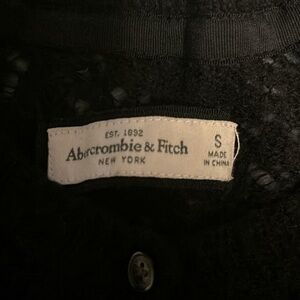 EST. 1892
Abercrombie & Fitch
NEW YORK
S
MADE
IN CHINA